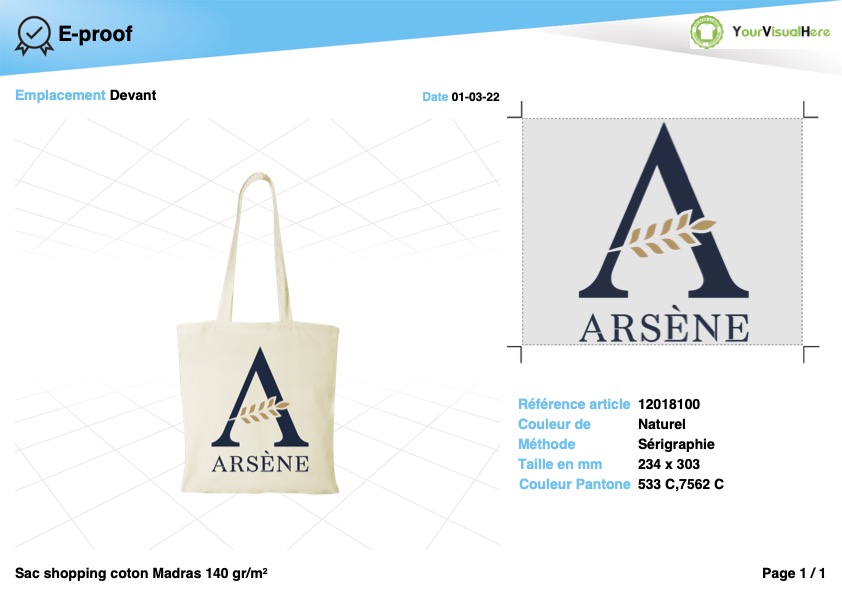 E-proof
YourVisualHere
Emplacement Devant
Date 01-03-22
ARSÈNE
ARSÈNE
Référence article 12018100
Couleur de Naturel
Méthode Sérigraphie
Taille en mm 234 x 303
Couleur Pantone 533 C,7562 C
Sac shopping coton Madras 140 gr/m²
Page 1 / 1